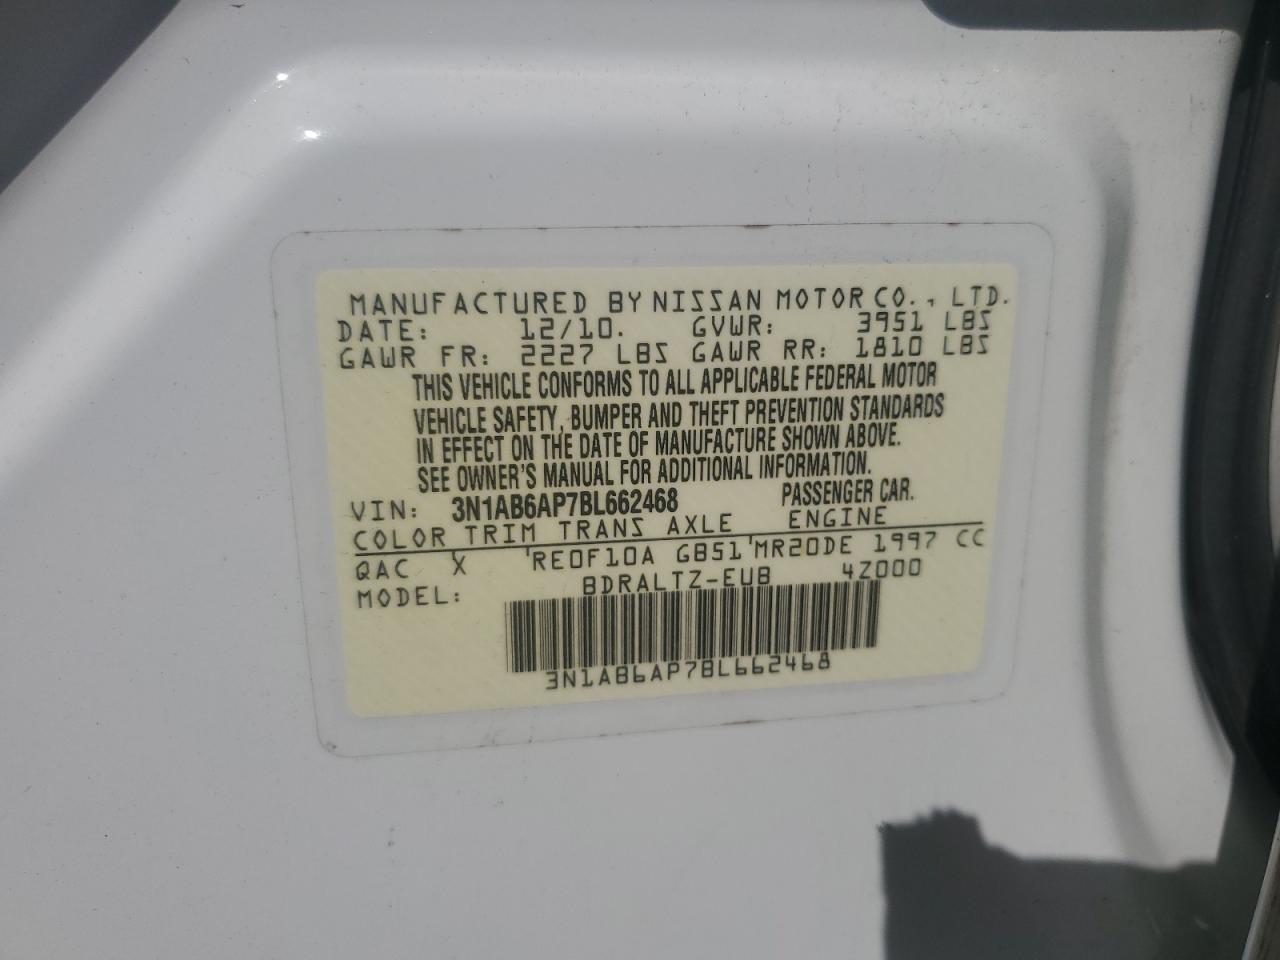 MANUFACTURED BY NISSAN MOTOR CO., LTD.
DATE: 12/10. GVWR: 3951 LBS
GAWR FR: 2227 LBS GAWR RR: 1810 LBS
THIS VEHICLE CONFORMS TO ALL APPLICABLE FEDERAL MOTOR
VEHICLE SAFETY, BUMPER AND THEFT PREVENTION STANDARDS
IN EFFECT ON THE DATE OF MANUFACTURE SHOWN ABOVE.
SEE OWNER'S MANUAL FOR ADDITIONAL INFORMATION.
VIN: 3N1AB6AP7BL662468 PASSENGER CAR.
COLOR TRIM TRANS AXLE ENGINE
QAC X RE0F10A GB51 MR20DE 1997 CC
MODEL: BDRALTZ-EUB 4Z000
3N1AB6AP7BL662468